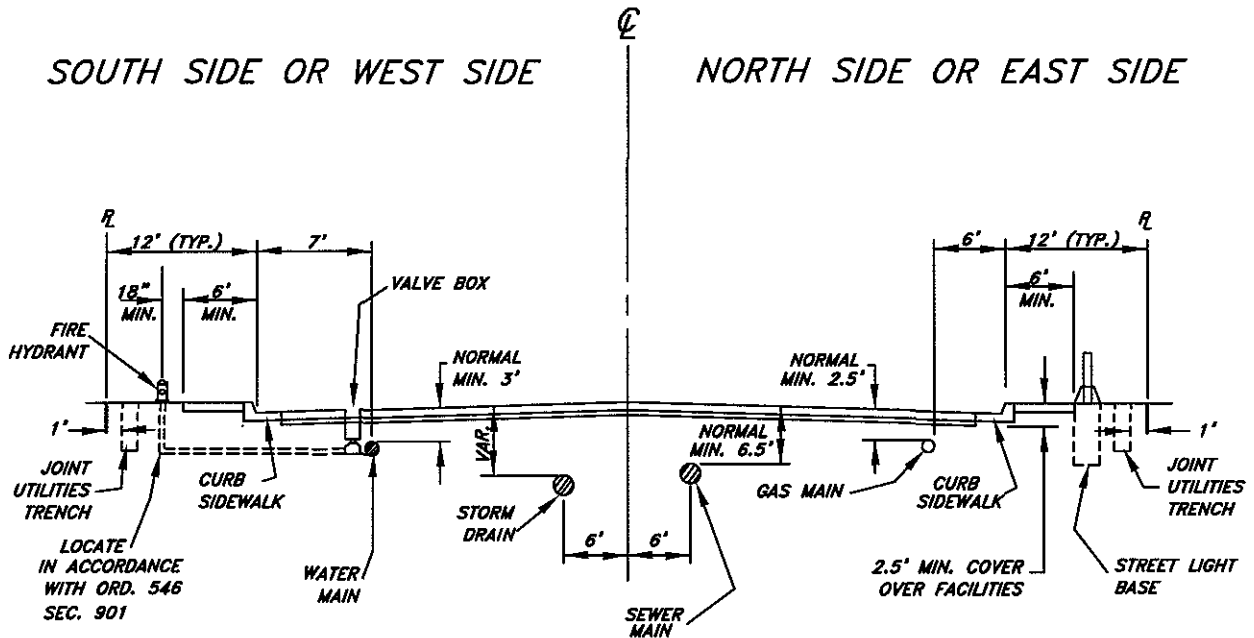 ℄
SOUTH SIDE OR WEST SIDE
NORTH SIDE OR EAST SIDE
R
12' (TYP.)
7'
VALVE BOX
18"
MIN.
6'
MIN.
FIRE
HYDRANT
NORMAL
MIN. 3'
1'
JOINT
UTILITIES
TRENCH
LOCATE
IN ACCORDANCE
WITH ORD. 546
SEC. 901
CURB
SIDEWALK
WATER
MAIN
VAR.
STORM
DRAIN
6'
6'
SEWER
MAIN
NORMAL
MIN. 6.5'
NORMAL
MIN. 2.5'
GAS MAIN
6'
12' (TYP.)
R
6'
MIN.
CURB
SIDEWALK
2.5' MIN. COVER
OVER FACILITIES
1'
JOINT
UTILITIES
TRENCH
STREET LIGHT
BASE